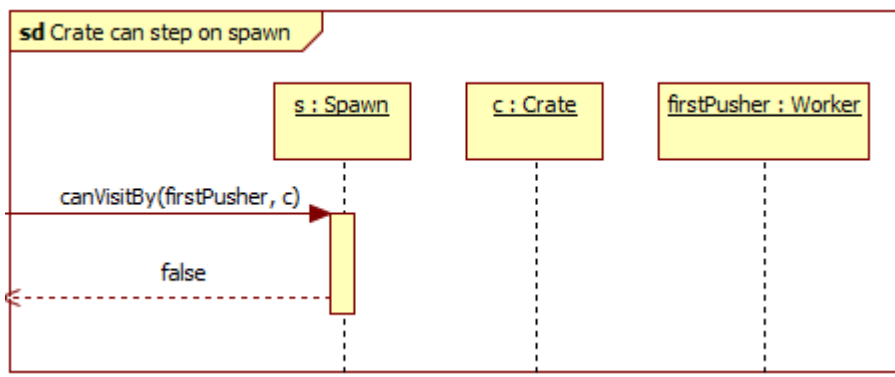 sd Crate can step on spawn
s : Spawn
c : Crate
firstPusher : Worker
canVisitBy(firstPusher, c)
false